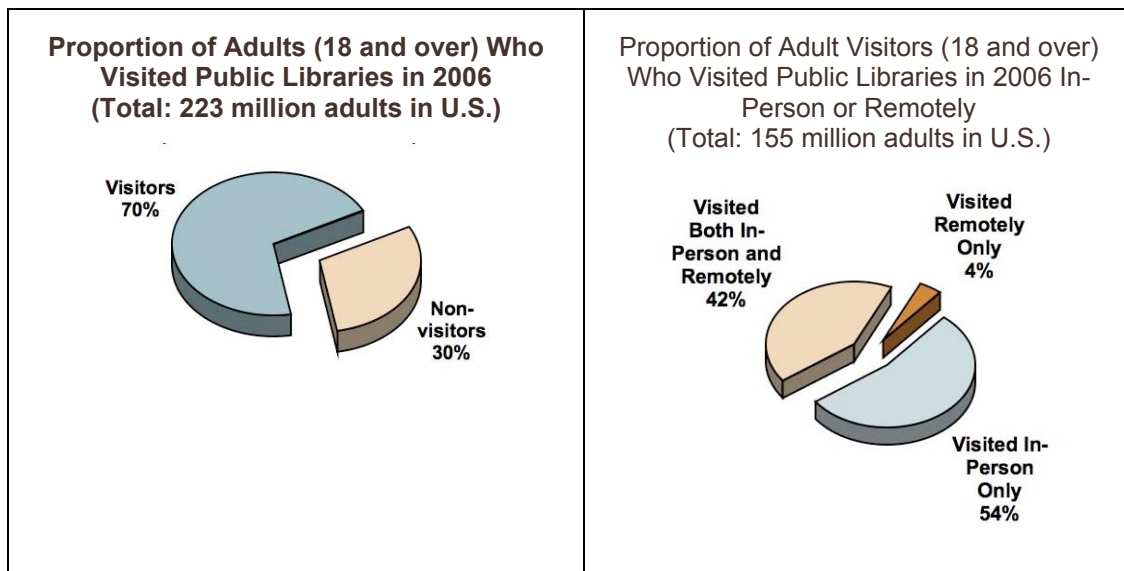 Proportion of Adults (18 and over) Who
Visited Public Libraries in 2006
(Total: 223 million adults in U.S.)
Visitors
70%
Non-
visitors
30%
Proportion of Adult Visitors (18 and over)
Who Visited Public Libraries in 2006 In-
Person or Remotely
(Total: 155 million adults in U.S.)
Visited
Both In-
Person and
Remotely
42%
Visited
Remotely
Only
4%
Visited In-
Person
Only
54%